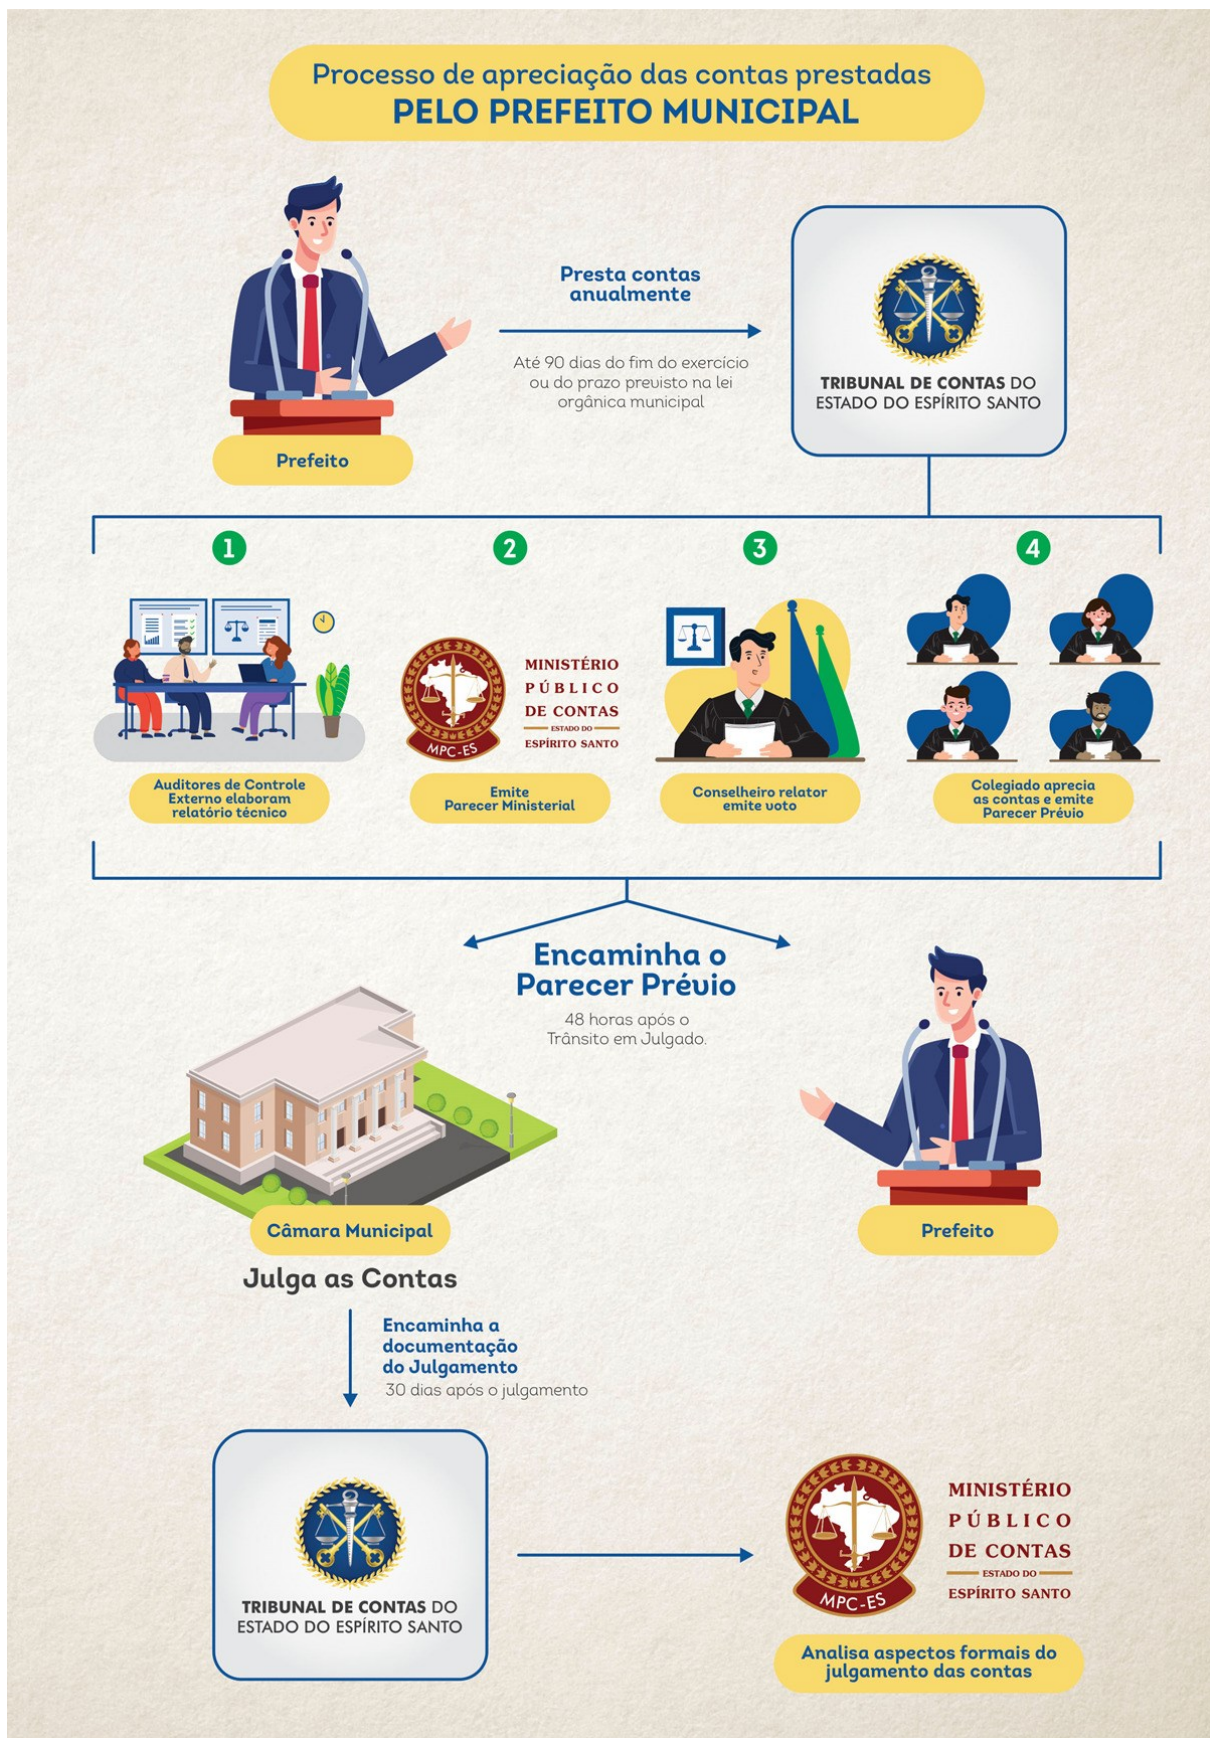 Processo de apreciação das contas prestadas
PELO PREFEITO MUNICIPAL
Presta contas
anualmente
Até 90 dias do fim do exercício
ou do prazo previsto na lei
orgânica municipal
TRIBUNAL DE CONTAS DO
ESTADO DO ESPÍRITO SANTO
Prefeito
1
2
3
4
MINISTÉRIO
PÚBLICO
DE CONTAS
ESTADO DO
ESPÍRITO SANTO
MPC-ES
Auditores de Controle
Externo elaboram
relatório técnico
Emite
Parecer Ministerial
Conselheiro relator
emite voto
Colegiado aprecia
as contas e emite
Parecer Prévio
Encaminha o
Parecer Prévio
48 horas após o
Trânsito em Julgado.
Câmara Municipal
Prefeito
Julga as Contas
Encaminha a
documentação
do Julgamento
30 dias após o julgamento
TRIBUNAL DE CONTAS DO
ESTADO DO ESPÍRITO SANTO
MINISTÉRIO
PÚBLICO
DE CONTAS
ESTADO DO
ESPÍRITO SANTO
MPC-ES
Analisa aspectos formais do
julgamento das contas